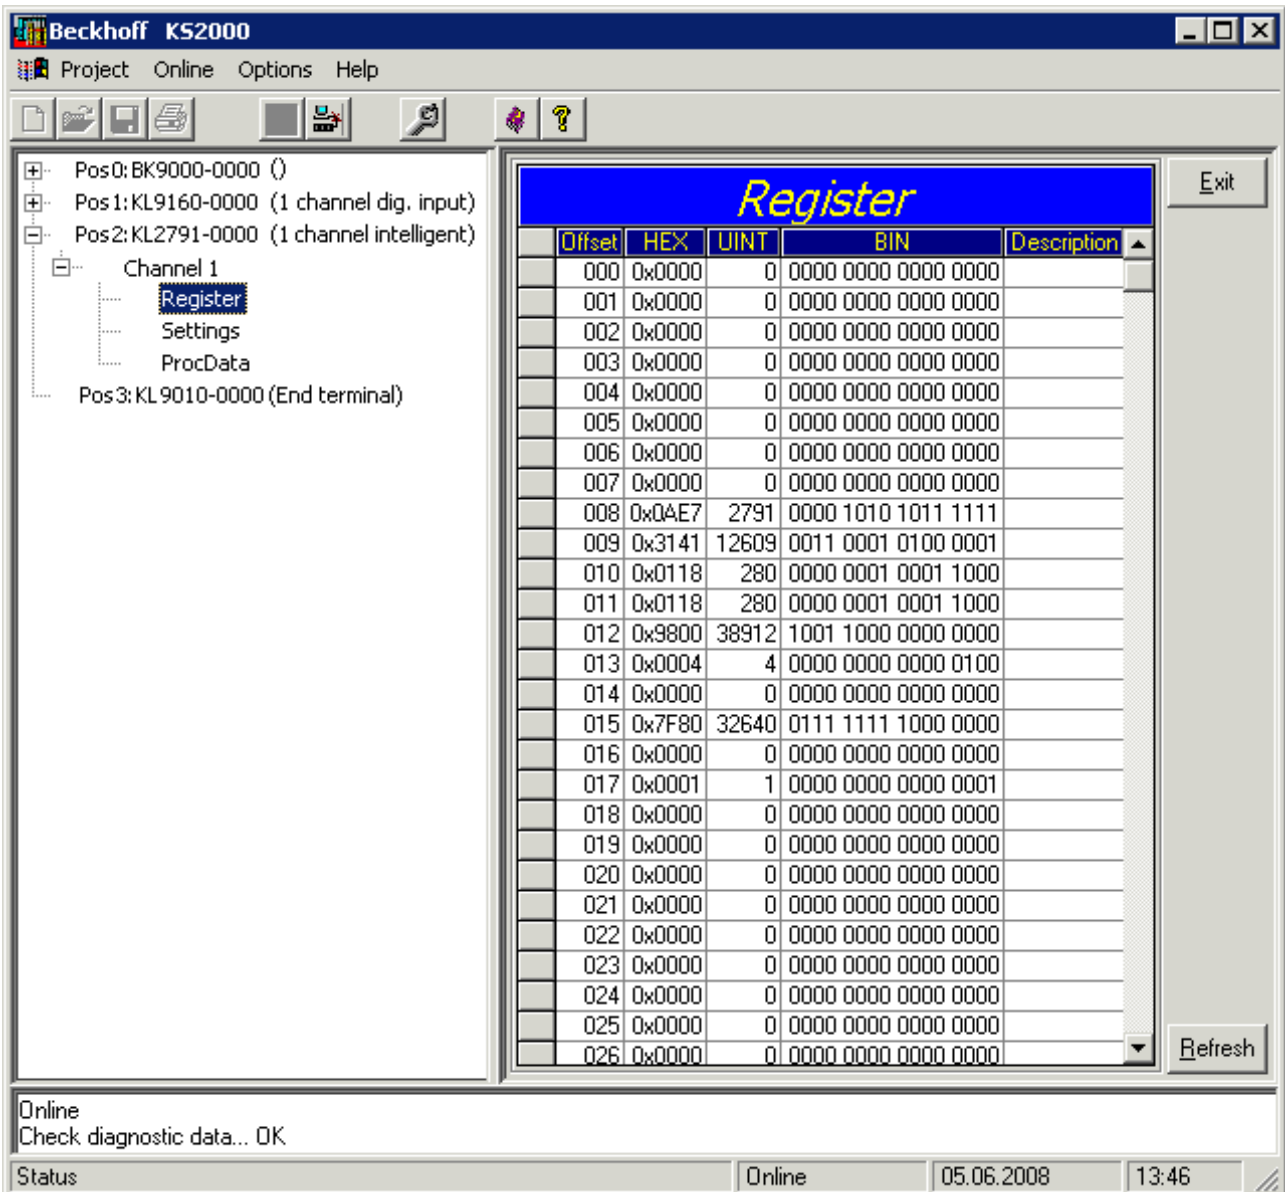 Beckhoff KS2000
Project Online Options Help
Pos0: BK9000-0000 ()
Pos1: KL9160-0000 (1 channel dig. input)
Pos2: KL2791-0000 (1 channel intelligent)
Channel 1
Register
Settings
ProcData
Pos3: KL9010-0000 (End terminal)
Register
Offset HEX UINT BIN Description
000 0x0000 0 0000 0000 0000 0000
001 0x0000 0 0000 0000 0000 0000
002 0x0000 0 0000 0000 0000 0000
003 0x0000 0 0000 0000 0000 0000
004 0x0000 0 0000 0000 0000 0000
005 0x0000 0 0000 0000 0000 0000
006 0x0000 0 0000 0000 0000 0000
007 0x0000 0 0000 0000 0000 0000
008 0x0AE7 2791 0000 1010 1011 1111
009 0x3141 12609 0011 0001 0100 0001
010 0x0118 280 0000 0001 0001 1000
011 0x0118 280 0000 0001 0001 1000
012 0x9800 38912 1001 1000 0000 0000
013 0x0004 4 0000 0000 0000 0100
014 0x0000 0 0000 0000 0000 0000
015 0x7F80 32640 0111 1111 1000 0000
016 0x0000 0 0000 0000 0000 0000
017 0x0001 1 0000 0000 0000 0001
018 0x0000 0 0000 0000 0000 0000
019 0x0000 0 0000 0000 0000 0000
020 0x0000 0 0000 0000 0000 0000
021 0x0000 0 0000 0000 0000 0000
022 0x0000 0 0000 0000 0000 0000
023 0x0000 0 0000 0000 0000 0000
024 0x0000 0 0000 0000 0000 0000
025 0x0000 0 0000 0000 0000 0000
026 0x0000 0 0000 0000 0000 0000
Exit
Refresh
Online
Check diagnostic data... OK
Status Online 05.06.2008 13:46